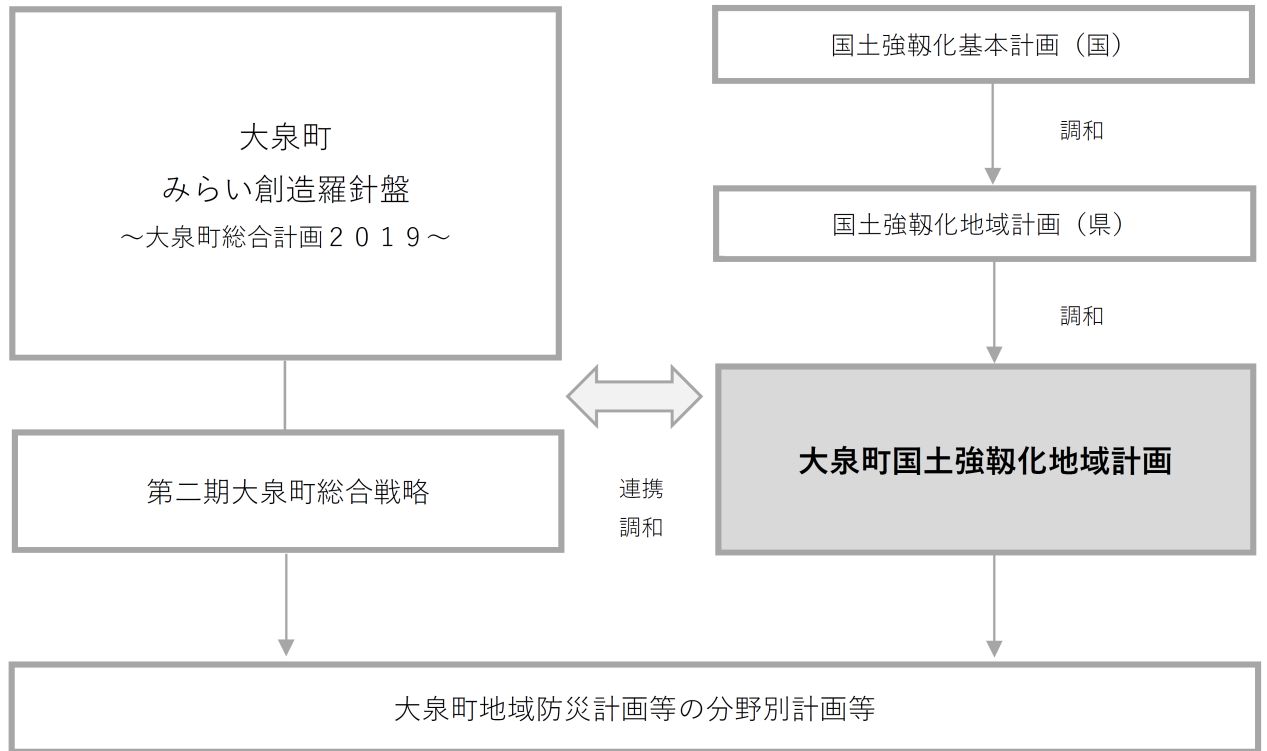 大泉町
みらい創造羅針盤
～大泉町総合計画２０１９～
第二期大泉町総合戦略
国土強靱化基本計画（国）
調和
国土強靱化地域計画（県）
調和
大泉町国土強靱化地域計画
連携
調和
大泉町地域防災計画等の分野別計画等